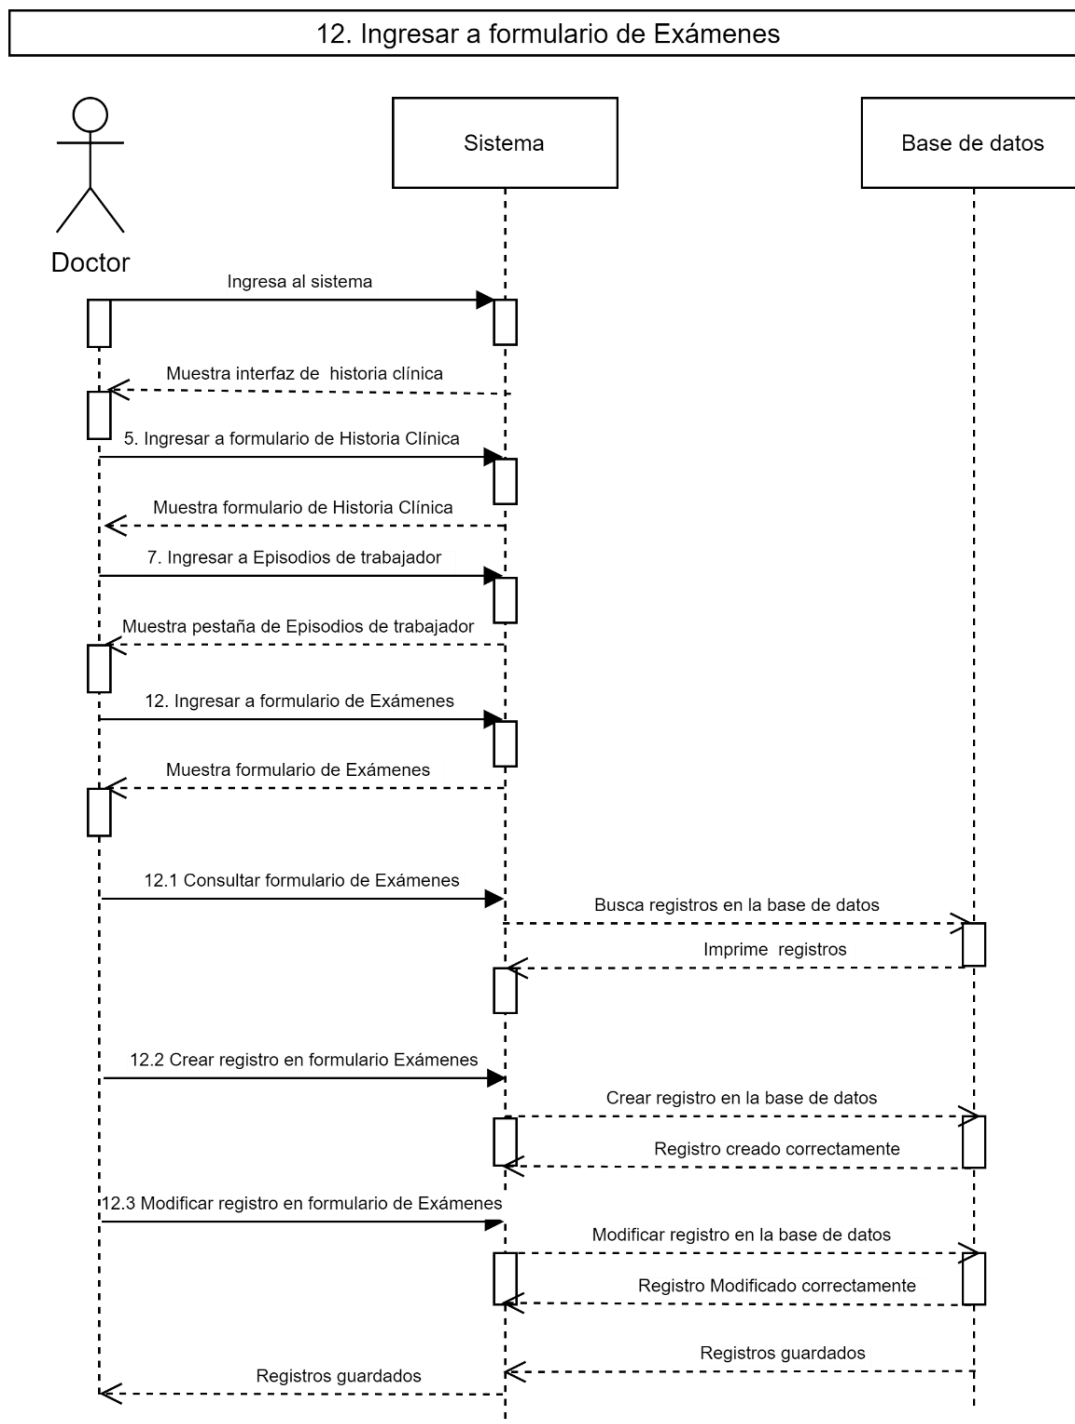 12. Ingresar a formulario de Exámenes
Sistema
Base de datos
Doctor
Ingresa al sistema
Muestra interfaz de historia clínica
5. Ingresar a formulario de Historia Clínica
Muestra formulario de Historia Clínica
7. Ingresar a Episodios de trabajador
Muestra pestaña de Episodios de trabajador
12. Ingresar a formulario de Exámenes
Muestra formulario de Exámenes
12.1 Consultar formulario de Exámenes
Busca registros en la base de datos
Imprime registros
12.2 Crear registro en formulario Exámenes
Crear registro en la base de datos
Registro creado correctamente
12.3 Modificar registro en formulario de Exámenes
Modificar registro en la base de datos
Registro Modificado correctamente
Registros guardados
Registros guardados